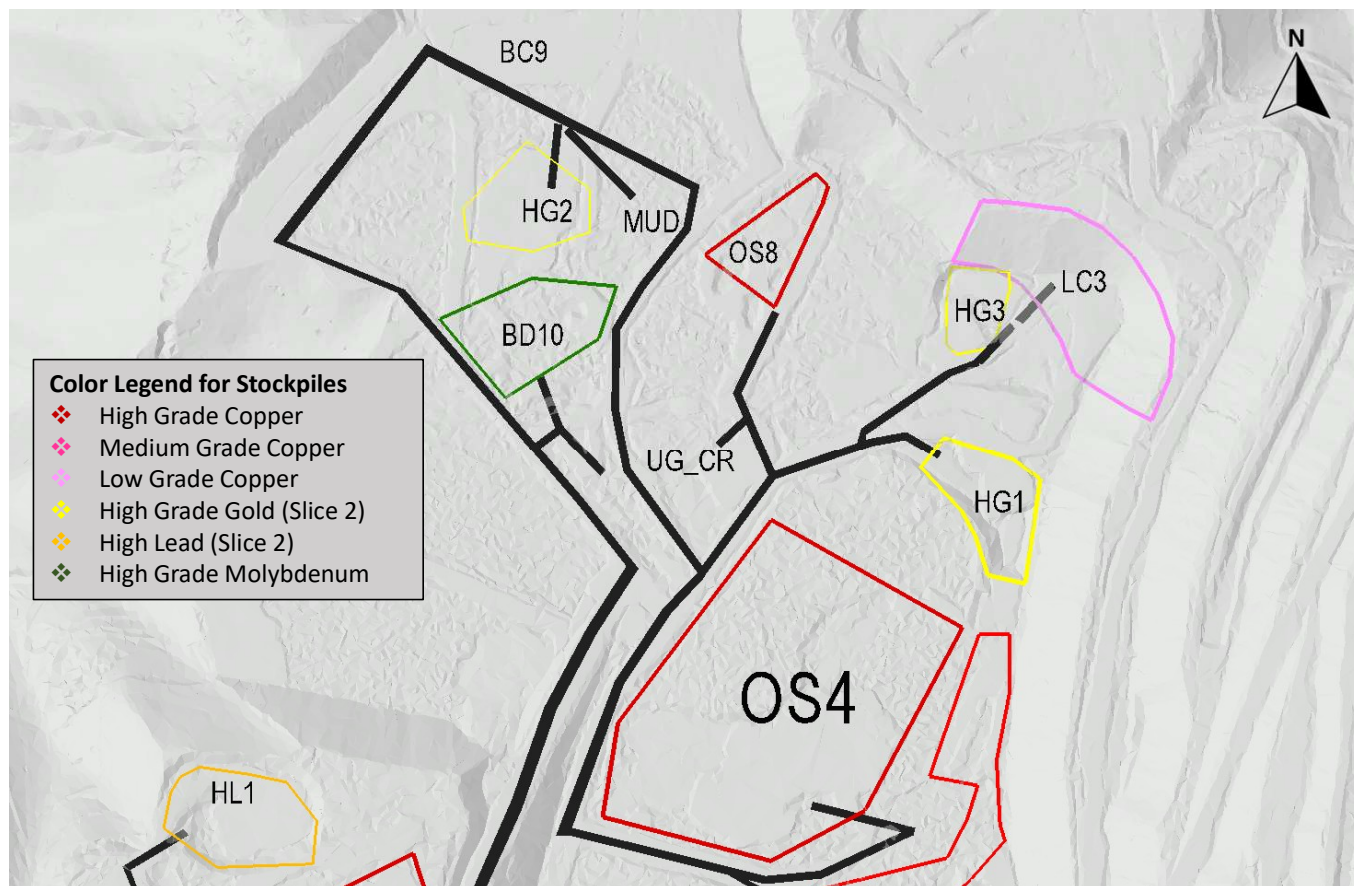 BC9
N
HG2
MUD
OS8
LC3
HG3
BD10
Color Legend for Stockpiles
High Grade Copper
Medium Grade Copper
Low Grade Copper
High Grade Gold (Slice 2)
High Lead (Slice 2)
High Grade Molybdenum
UG_CR
HG1
OS4
HL1